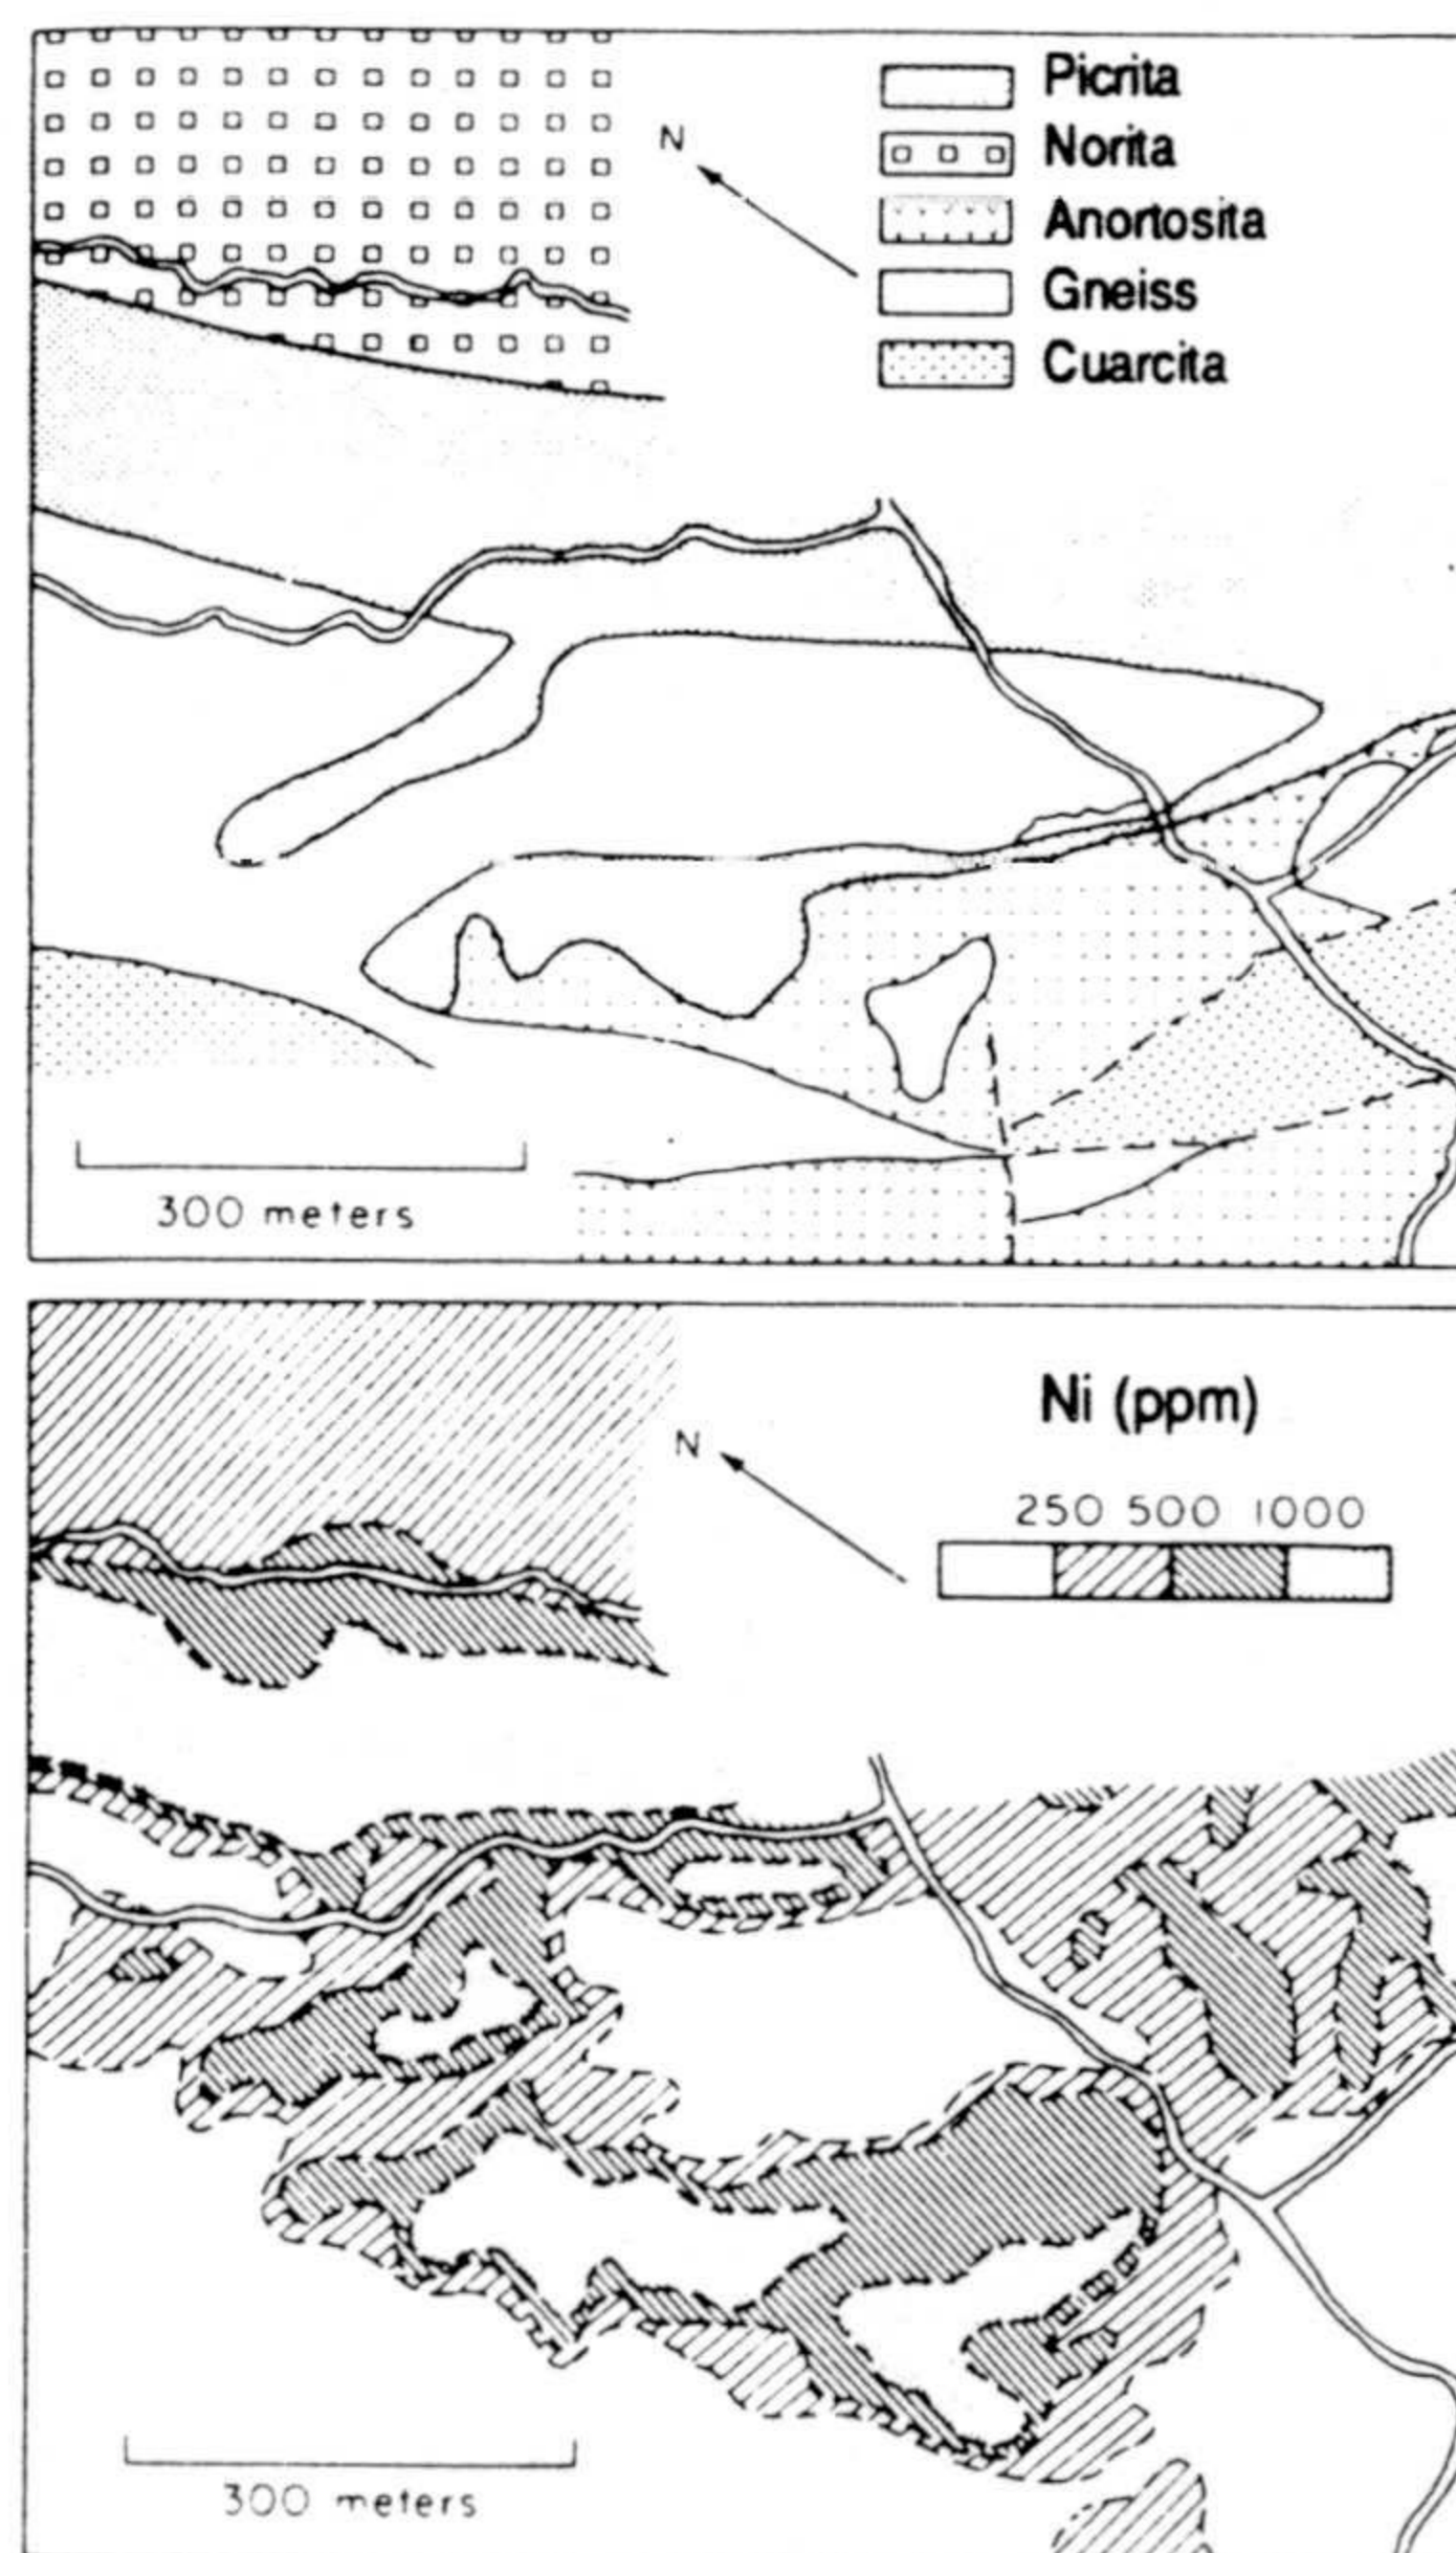 N
Picrita
Norita
Anortosita
Gneiss
Cuarcita
300 meters
N
Ni (ppm)
250 500 1000
300 meters